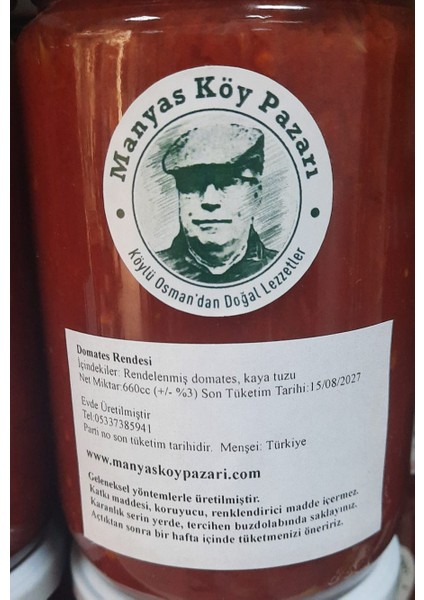 Manyas Köy Pazarı
Köylü Osman'dan Doğal Lezzetler
Domates Rendesi
İçindekiler: Rendelenmiş domates, kaya tuzu
Net Miktar:660cc (+/- %3) Son Tüketim Tarihi:15/08/2027
Evde Üretilmiştir
Tel:05337385941
Parti no son tüketim tarihidir. Menşei: Türkiye
www.manyaskoypazari.com
Geleneksel yöntemlerle üretilmiştir.
Katkı maddesi, koruyucu, renklendirici madde içermez.
Karanlık serin yerde, tercihen buzdolabında saklayınız.
Açtıktan sonra bir hafta içinde tüketmenizi öneririz.